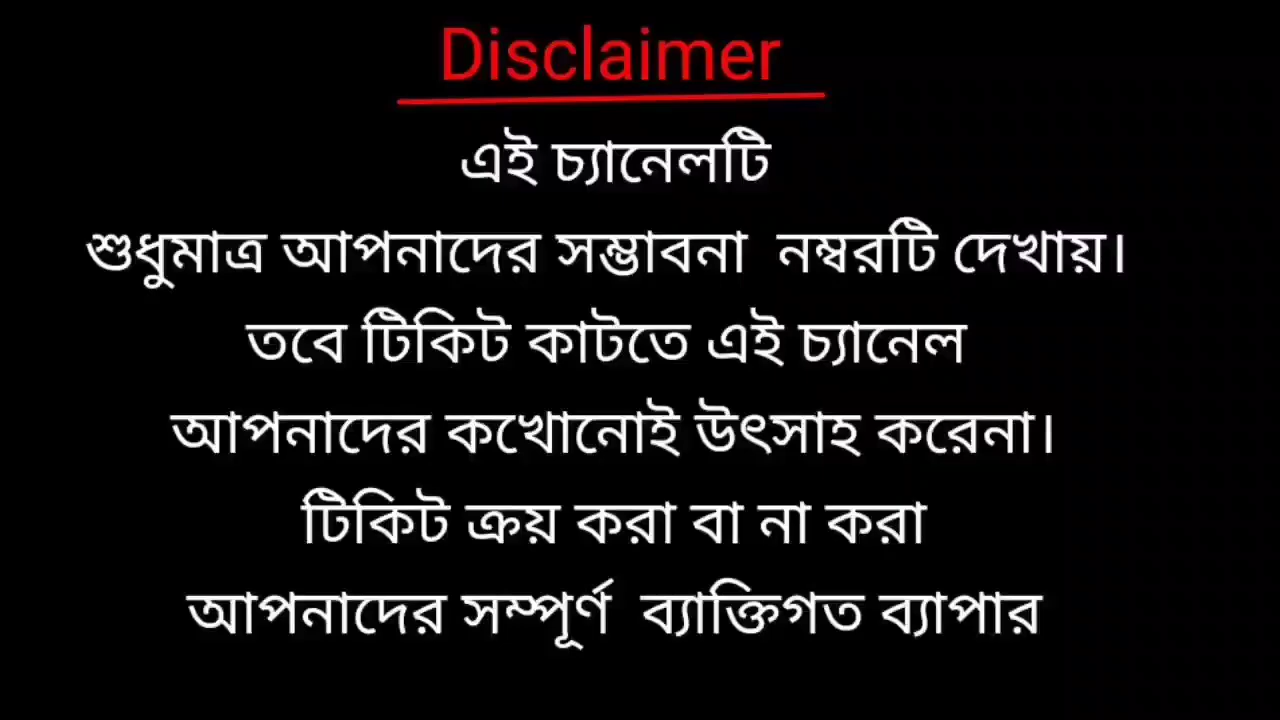 Disclaimer
এই চ্যানেলটি
শুধুমাত্র আপনাদের সম্ভাবনা নম্বরটি দেখায়।
তবে টিকিট কাটতে এই চ্যানেল
আপনাদের কখোনোই উৎসাহ করেনা।
টিকিট ক্রয় করা বা না করা
আপনাদের সম্পূর্ণ ব্যাক্তিগত ব্যাপার